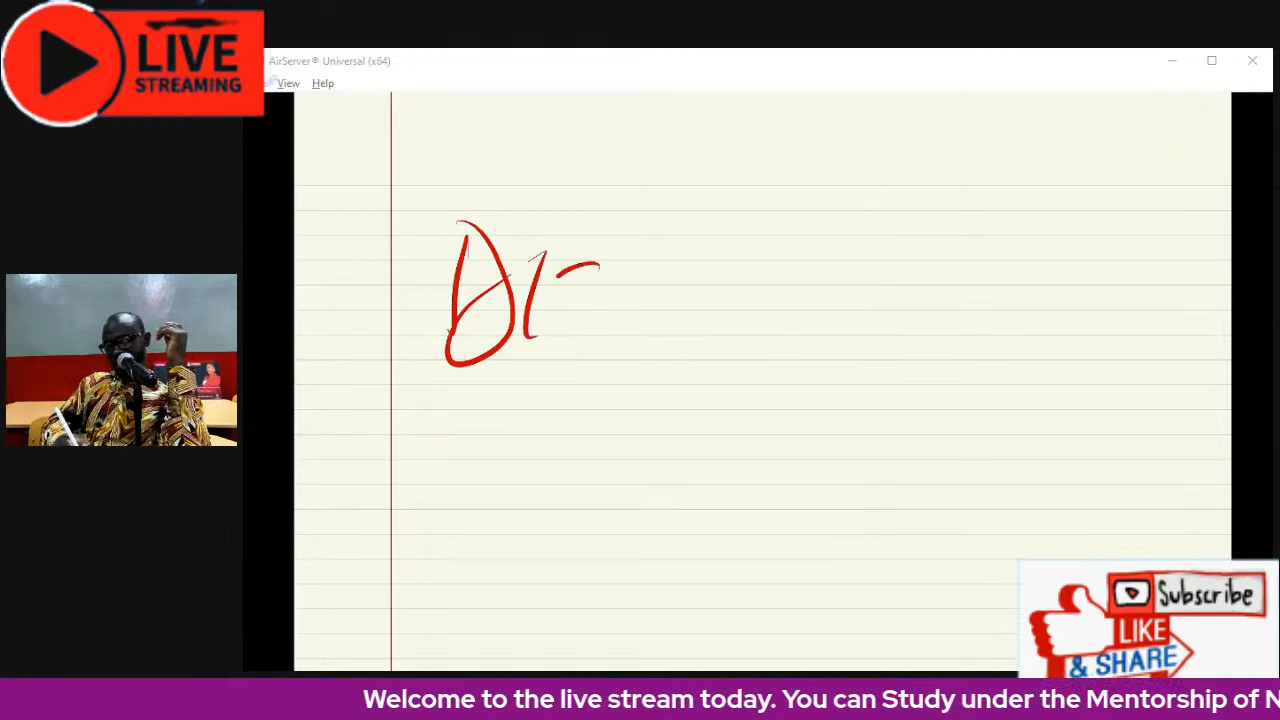 LIVE
STREAMING
AirServer® Universal (x64)
View Help
Subscribe
LIKE
& SHARE
Welcome to the live stream today. You can Study under the Mentorship of N